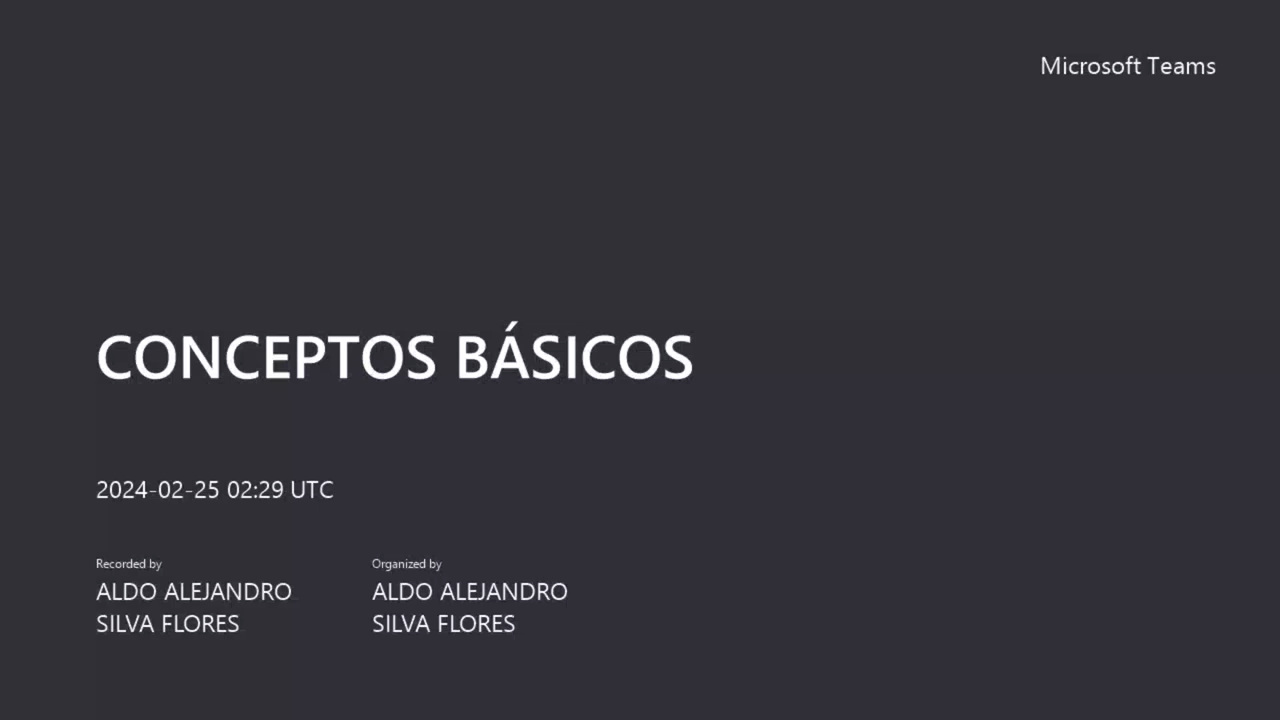 Microsoft Teams
CONCEPTOS BÁSICOS
2024-02-25 02:29 UTC
Recorded by
ALDO ALEJANDRO
SILVA FLORES
Organized by
ALDO ALEJANDRO
SILVA FLORES